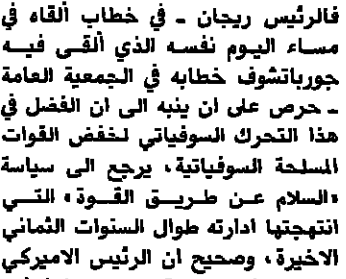 فالرئيس ريجان ـ في خطاب ألقاه في
مساء اليوم نفسه الذي ألقى فيه
جورباتشوف خطابه في الجمعية العامة
ـ حرص على ان ينبه الى ان الفضل في
هذا التحرك السوفياتي لخفض القوات
المسلحة السوفياتية، يرجع الى سياسة
«السلام عن طريق القوة» التي
انتهجتها ادارته طوال السنوات الثماني
الاخيرة، وصحيح ان الرئيس الاميركي